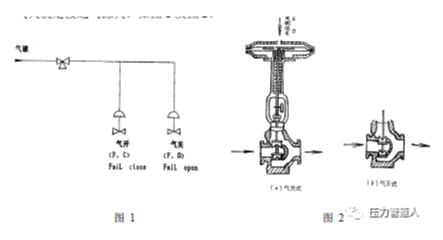 气源
气开
(F, C)
FaiL close
气关
(F, O)
FaiL open
图 1
(a) 气关式
(b) 气开式
图 2
压力管道人